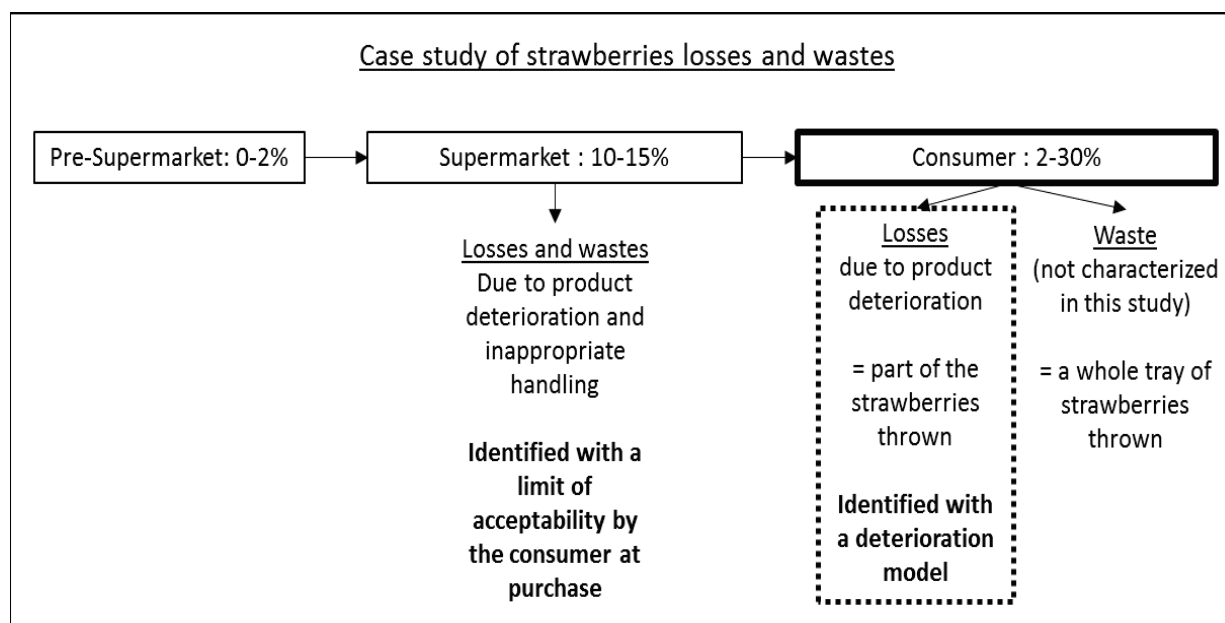 Case study of strawberries losses and wastes
Pre-Supermarket: 0-2%
Supermarket : 10-15%
Consumer : 2-30%
Losses and wastes
Due to product
deterioration and
inappropriate
handling
Identified with a
limit of
acceptability by
the consumer at
purchase
Losses
due to product
deterioration
= part of the
strawberries
thrown
Identified with
a deterioration
model
Waste
(not characterized
in this study)
= a whole tray of
strawberries
thrown